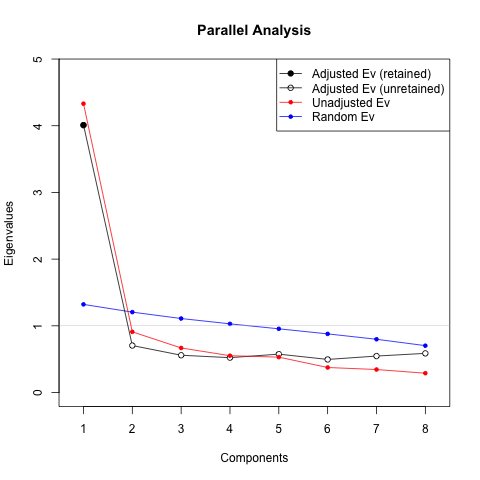 Parallel Analysis
Adjusted Ev (retained)
Adjusted Ev (unretained)
Unadjusted Ev
Random Ev
Eigenvalues
5
4
3
2
1
0
1 2 3 4 5 6 7 8
Components